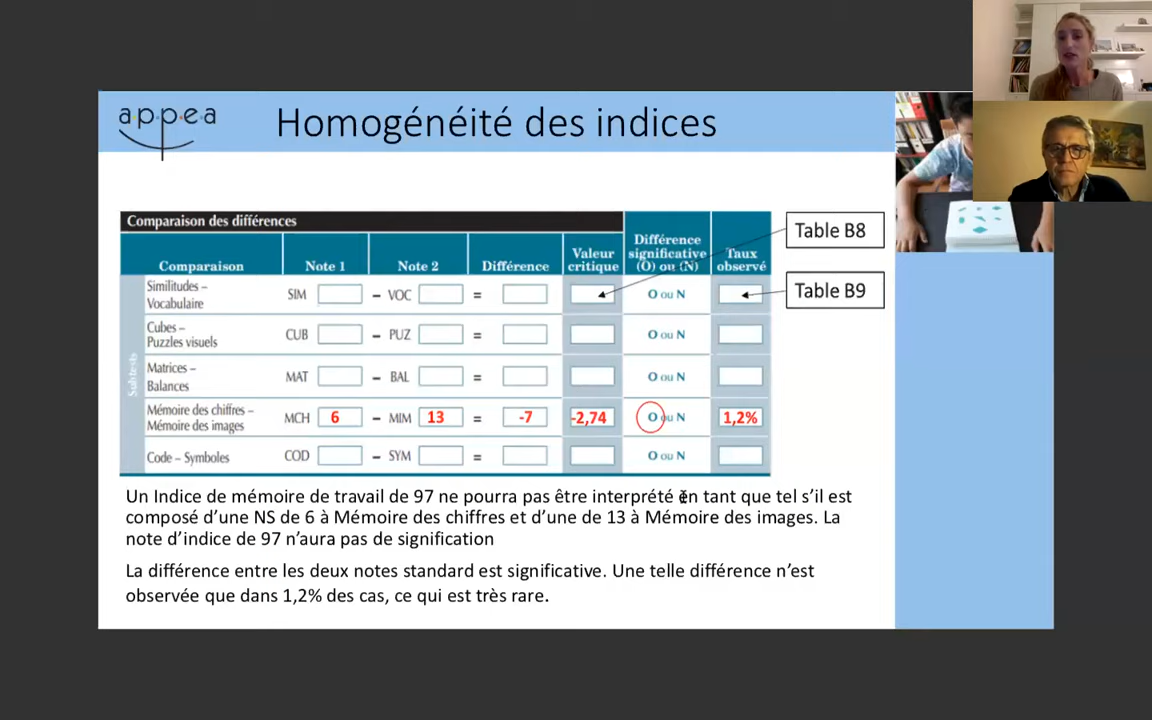 appea
Homogénéité des indices
Comparaison des différences
Comparaison
Note 1
Note 2
Différence
Valeur critique
Différence significative (O) ou (N)
Taux observé
Table B8
Table B9
Subtests
Similitudes – Vocabulaire
SIM – VOC =
O ou N
Cubes – Puzzles visuels
CUB – PUZ =
O ou N
Matrices – Balances
MAT – BAL =
O ou N
Mémoire des chiffres – Mémoire des images
MCH 6 – MIM 13 = -7 -2,74 O ou N 1,2%
Code – Symboles
COD – SYM =
O ou N
Un Indice de mémoire de travail de 97 ne pourra pas être interprété en tant que tel s’il est
composé d’une NS de 6 à Mémoire des chiffres et d’une de 13 à Mémoire des images. La
note d’indice de 97 n’aura pas de signification
La différence entre les deux notes standard est significative. Une telle différence n’est
observée que dans 1,2% des cas, ce qui est très rare.